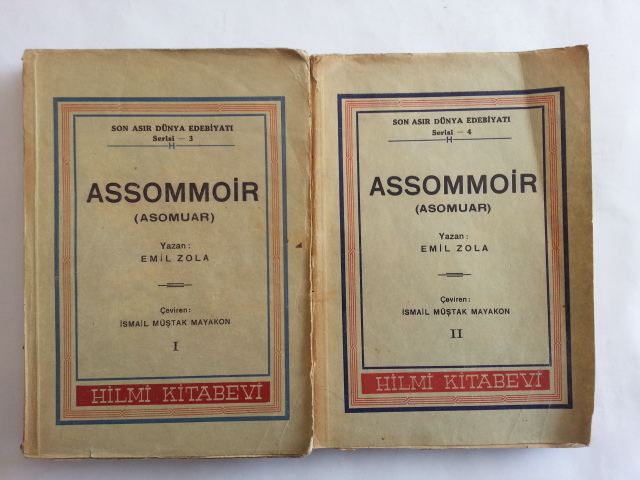 SON ASIR DÜNYA EDEBİYATI
Serisi – 3
H
ASSOMMOİR
(ASOMUAR)
Yazan :
EMİL ZOLA
Çeviren :
İSMAİL MÜŞTAK MAYAKON
I
HİLMİ KİTABEVİ
SON ASIR DÜNYA EDEBİYATI
Serisi – 4
H
ASSOMMOİR
(ASOMUAR)
Yazan :
EMİL ZOLA
Çeviren :
İSMAİL MÜŞTAK MAYAKON
II
HİLMİ KİTABEVİ